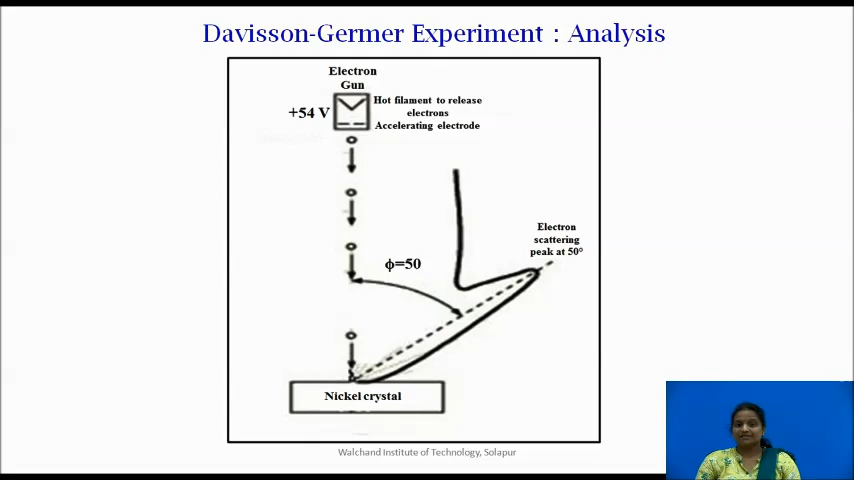 Davisson-Germer Experiment : Analysis
Electron
Gun
+54 V
Hot filament to release
electrons
Accelerating electrode
Electron
scattering
peak at 50°
ϕ=50
Nickel crystal
Walchand Institute of Technology, Solapur